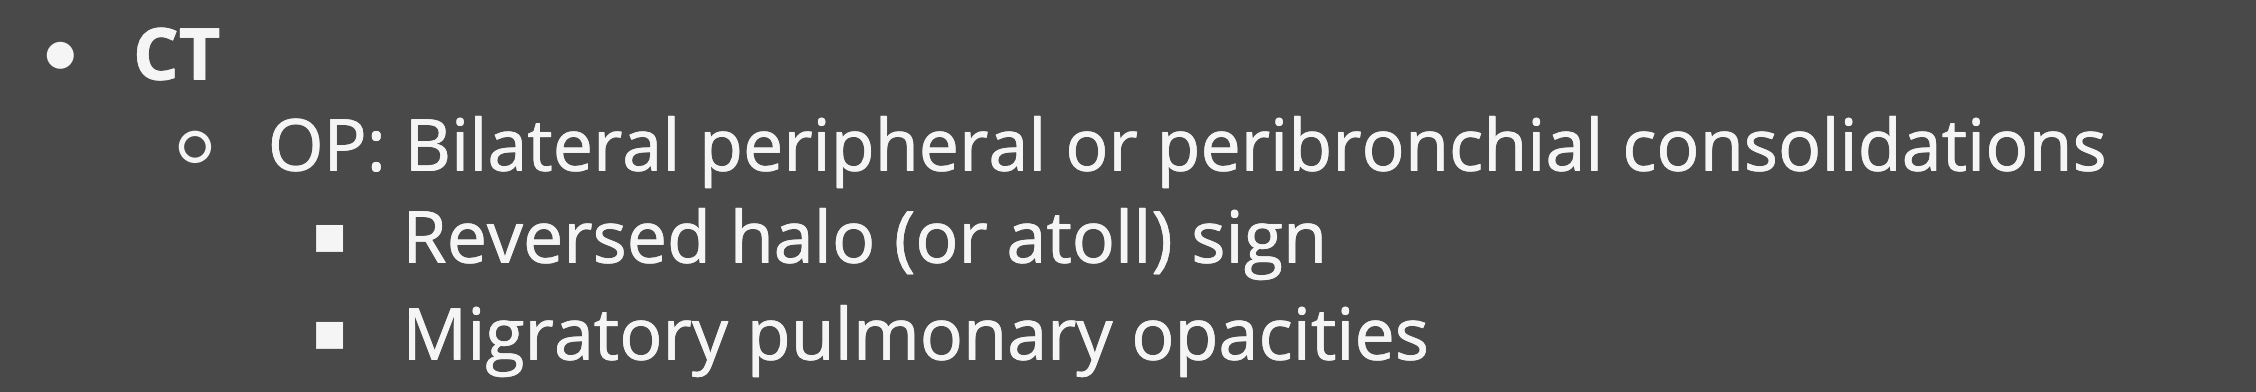 • CT
○ OP: Bilateral peripheral or peribronchial consolidations
▪ Reversed halo (or atoll) sign
▪ Migratory pulmonary opacities